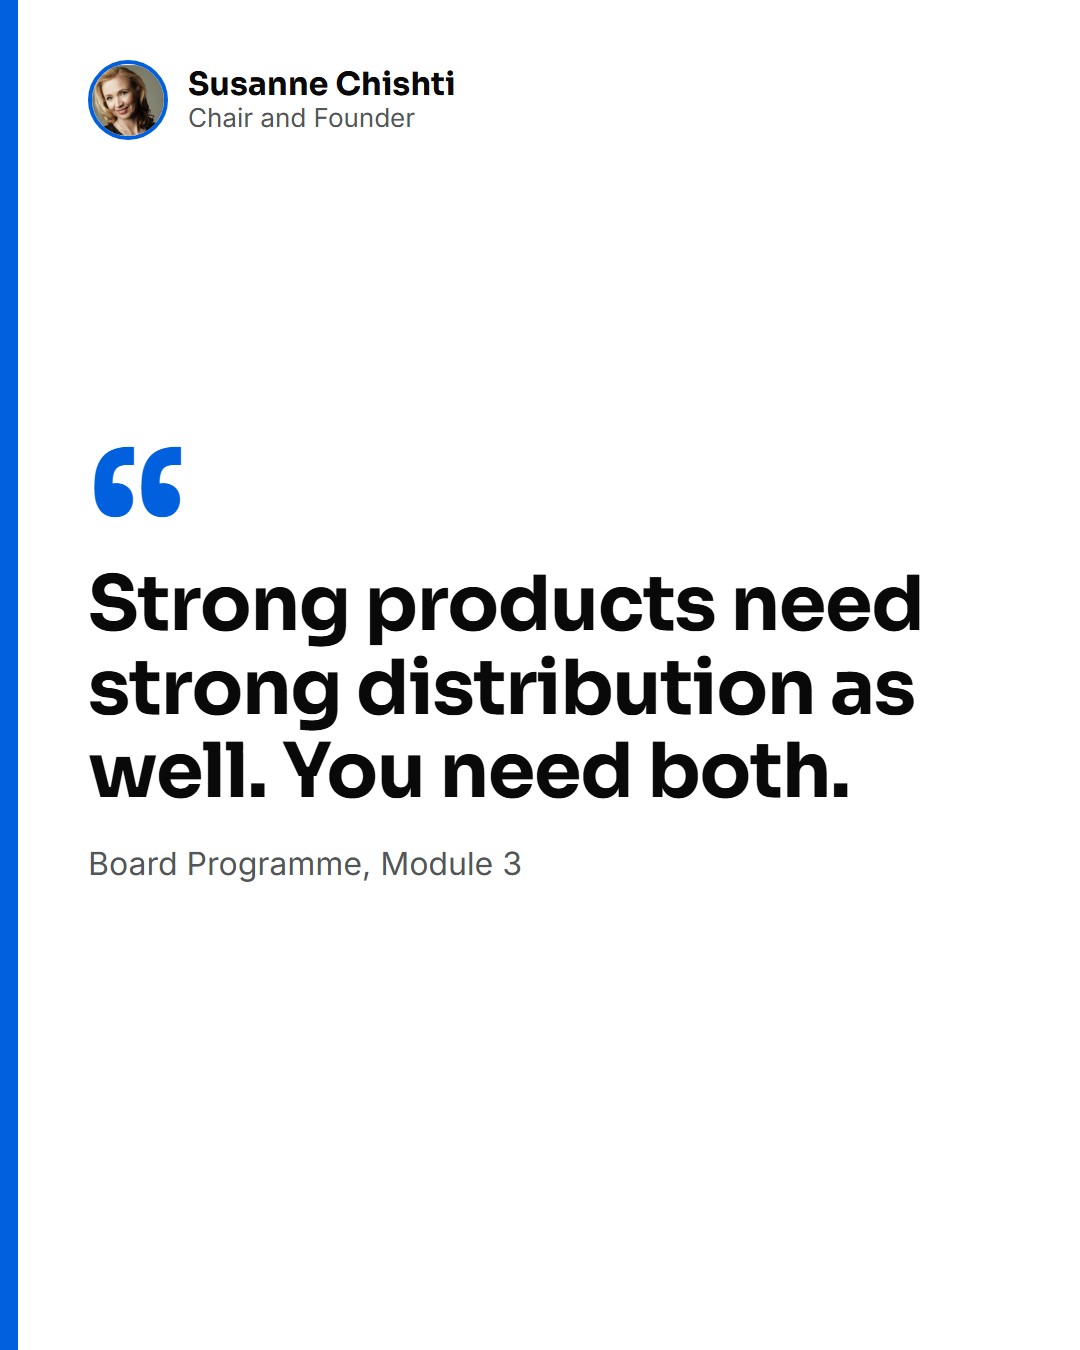 Susanne Chishti
Chair and Founder
“
Strong products need
strong distribution as
well. You need both.
Board Programme, Module 3